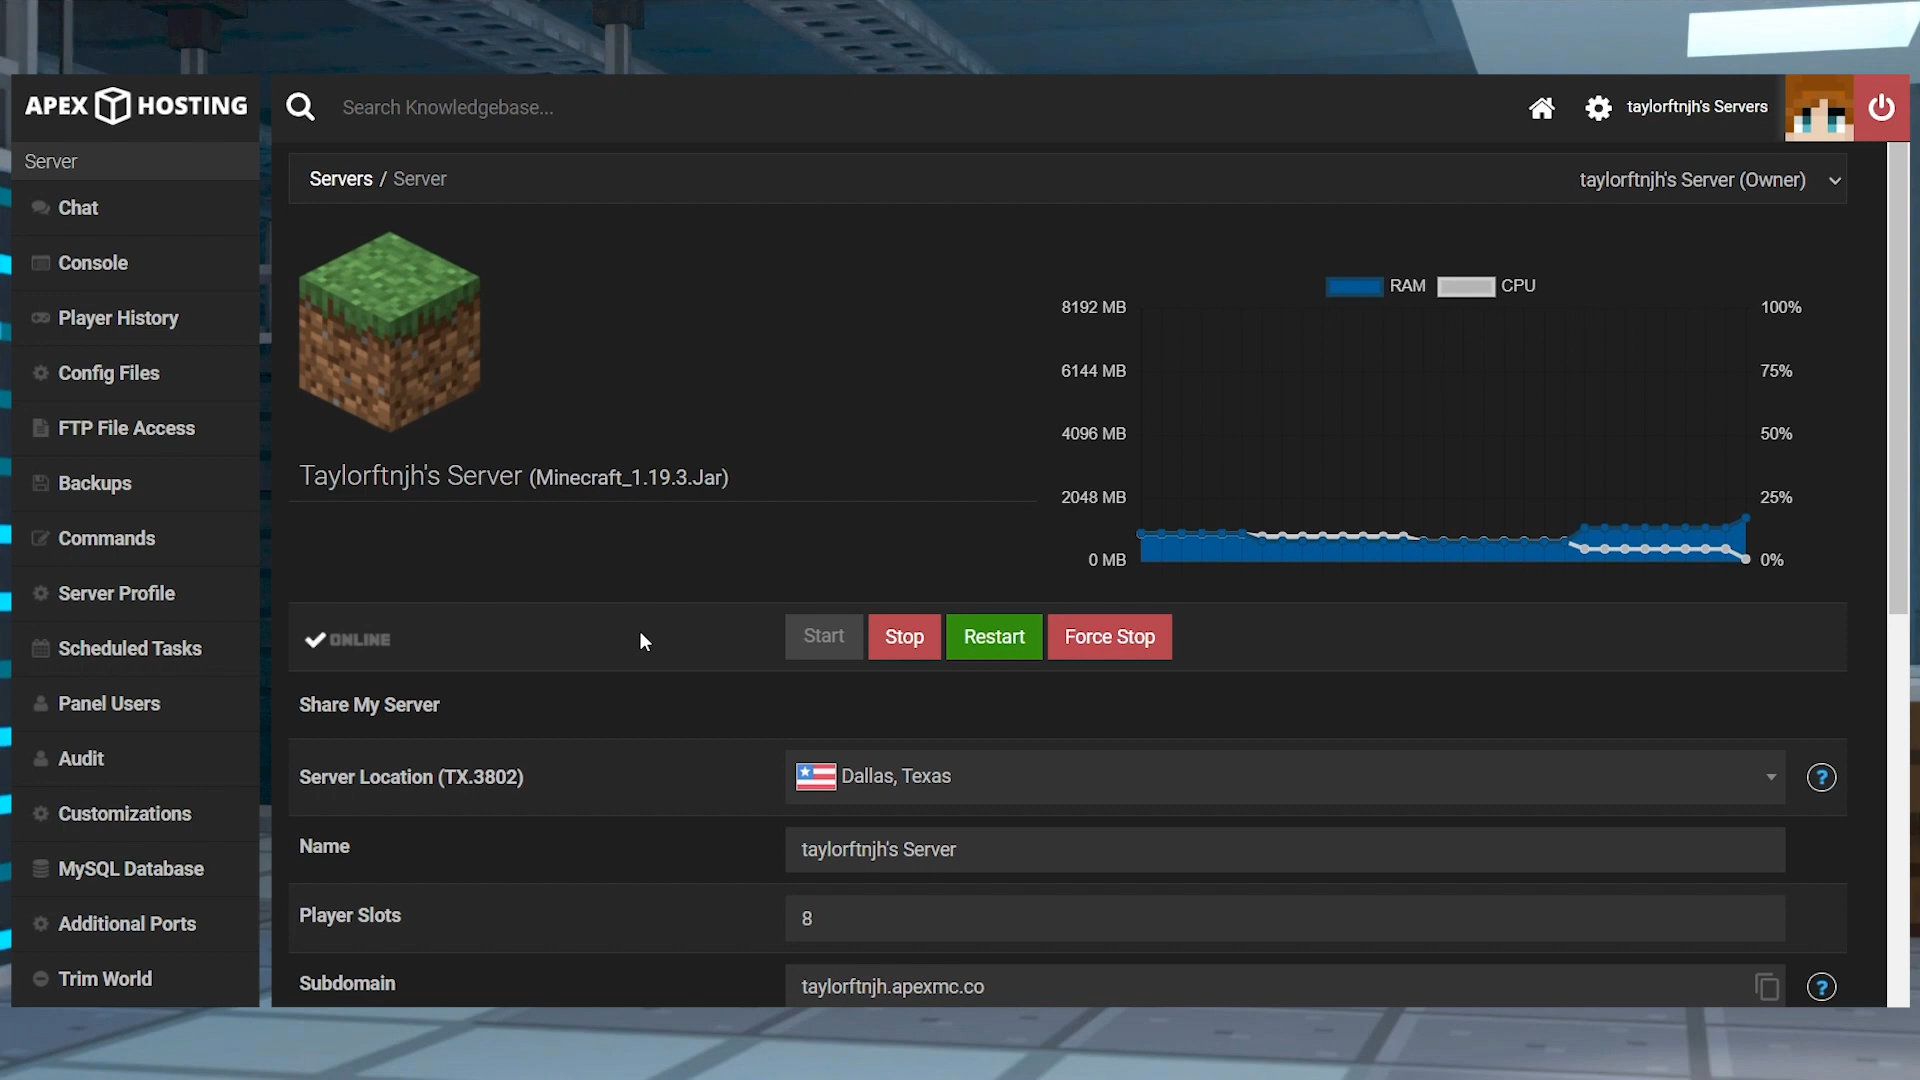 APEX HOSTING
Search Knowledgebase...
taylorftnjh's Servers
Server
Chat
Console
Player History
Config Files
FTP File Access
Backups
Commands
Server Profile
Scheduled Tasks
Panel Users
Audit
Customizations
MySQL Database
Additional Ports
Trim World
Servers / Server
taylorftnjh's Server (Owner)
Taylorftnjh's Server (Minecraft_1.19.3.Jar)
RAM CPU
8192 MB 100%
6144 MB 75%
4096 MB 50%
2048 MB 25%
0 MB 0%
ONLINE
Start Stop Restart Force Stop
Share My Server
Server Location (TX.3802) Dallas, Texas ?
Name taylorftnjh's Server
Player Slots 8
Subdomain taylorftnjh.apexmc.co ?